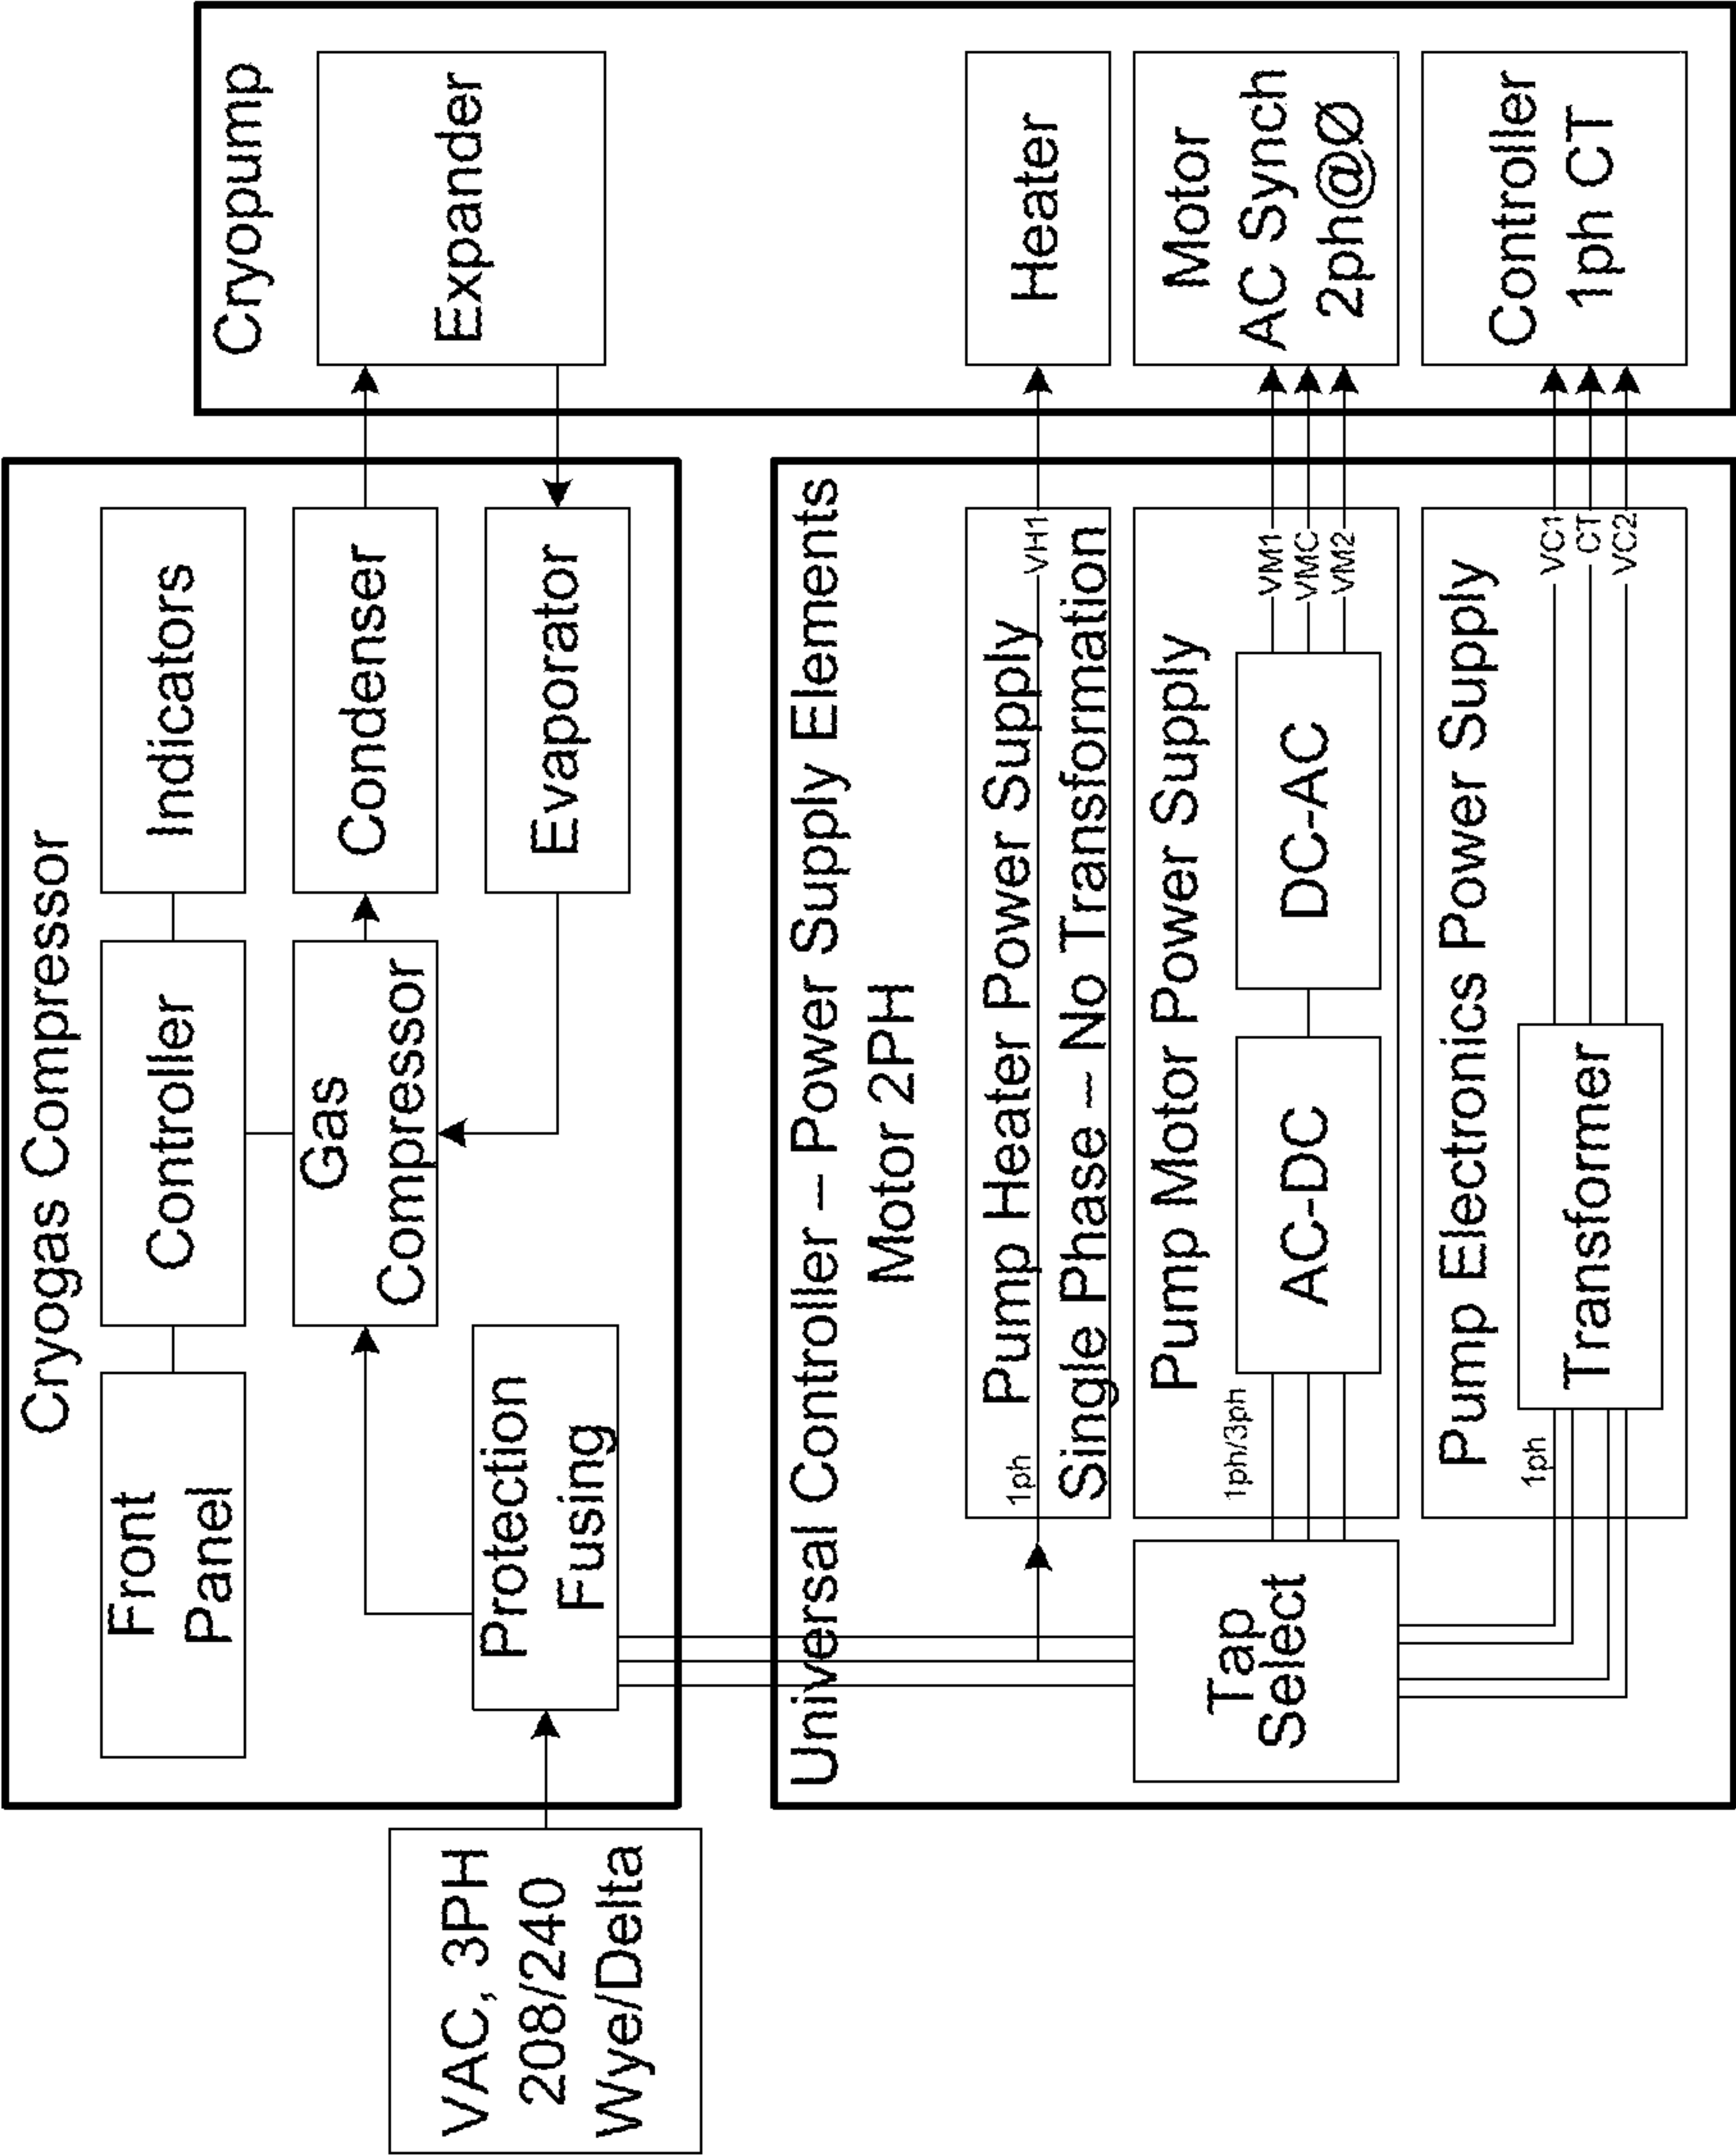 Cryogas Compressor
Front
Panel
Controller
Indicators
Gas
Compressor
Condenser
Protection
Fusing
Evaporator
VAC, 3PH
208/240
Wye/Delta
Cryopump
Expander
Heater
Motor
AC Synch
2ph@Ø
Controller
1ph CT
Universal Controller – Power Supply Elements
Motor 2PH
Pump Heater Power Supply
1ph
VH1
Single Phase – No Transformation
Pump Motor Power Supply
1ph/3ph
AC-DC
DC-AC
VM1
VMC
VM2
Tap
Select
Pump Electronics Power Supply
1ph
Transformer
VC1
CT
VC2